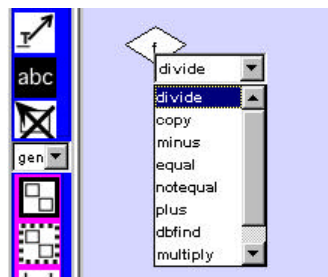 f
divide
abc
divide
copy
minus
gen
equal
notequal
plus
dbfind
multiply